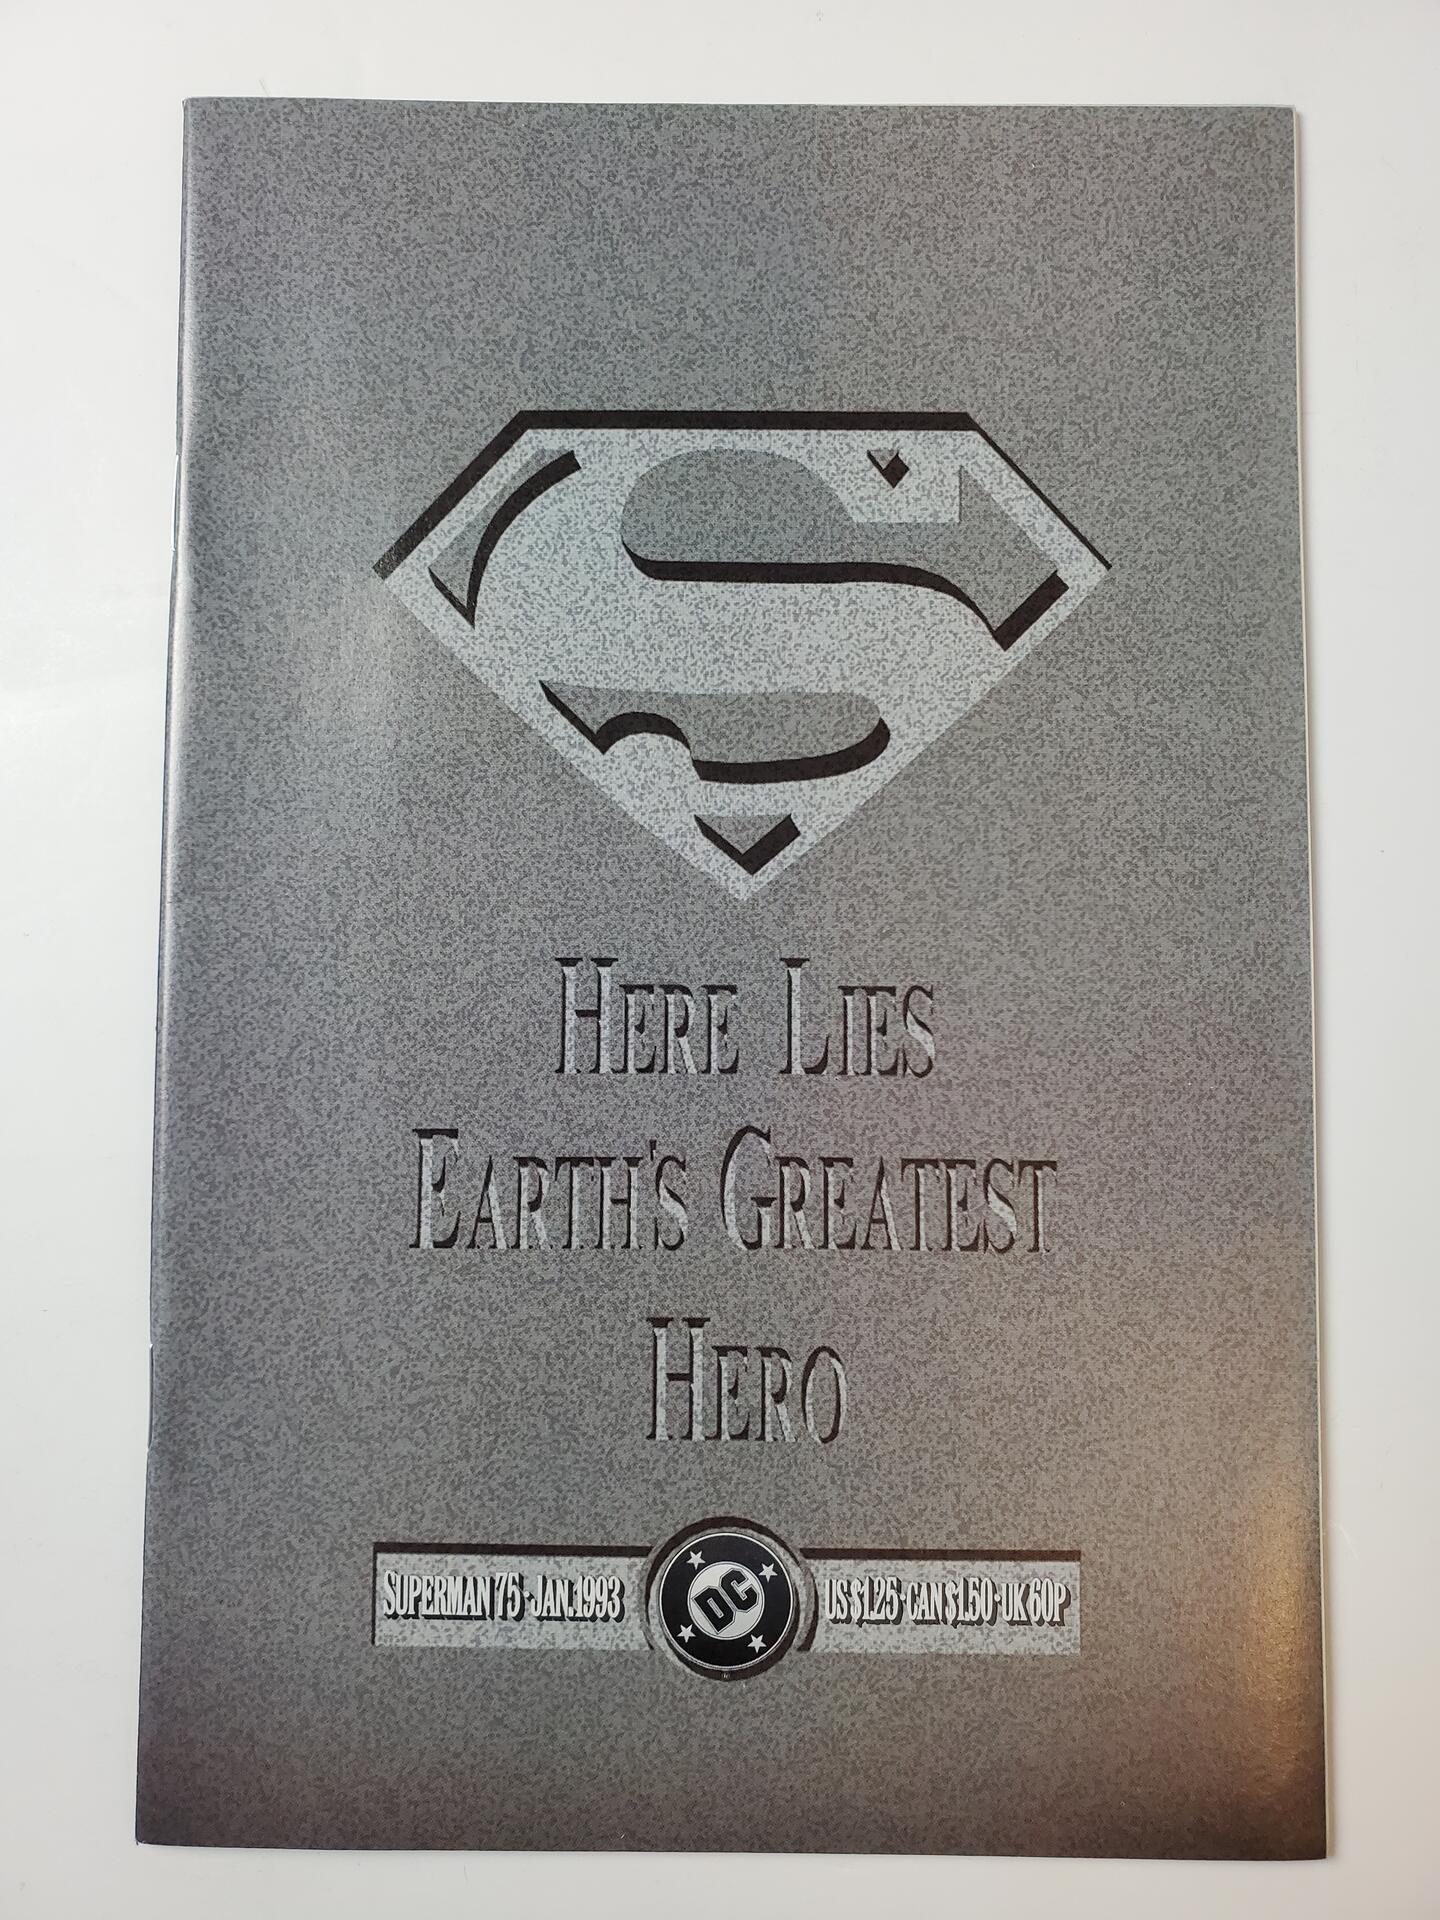 HERE LIES
EARTH'S GREATEST
HERO
SUPERMAN 75 · JAN. 1993
DC
US $1.25 · CAN $1.50 · UK 60P